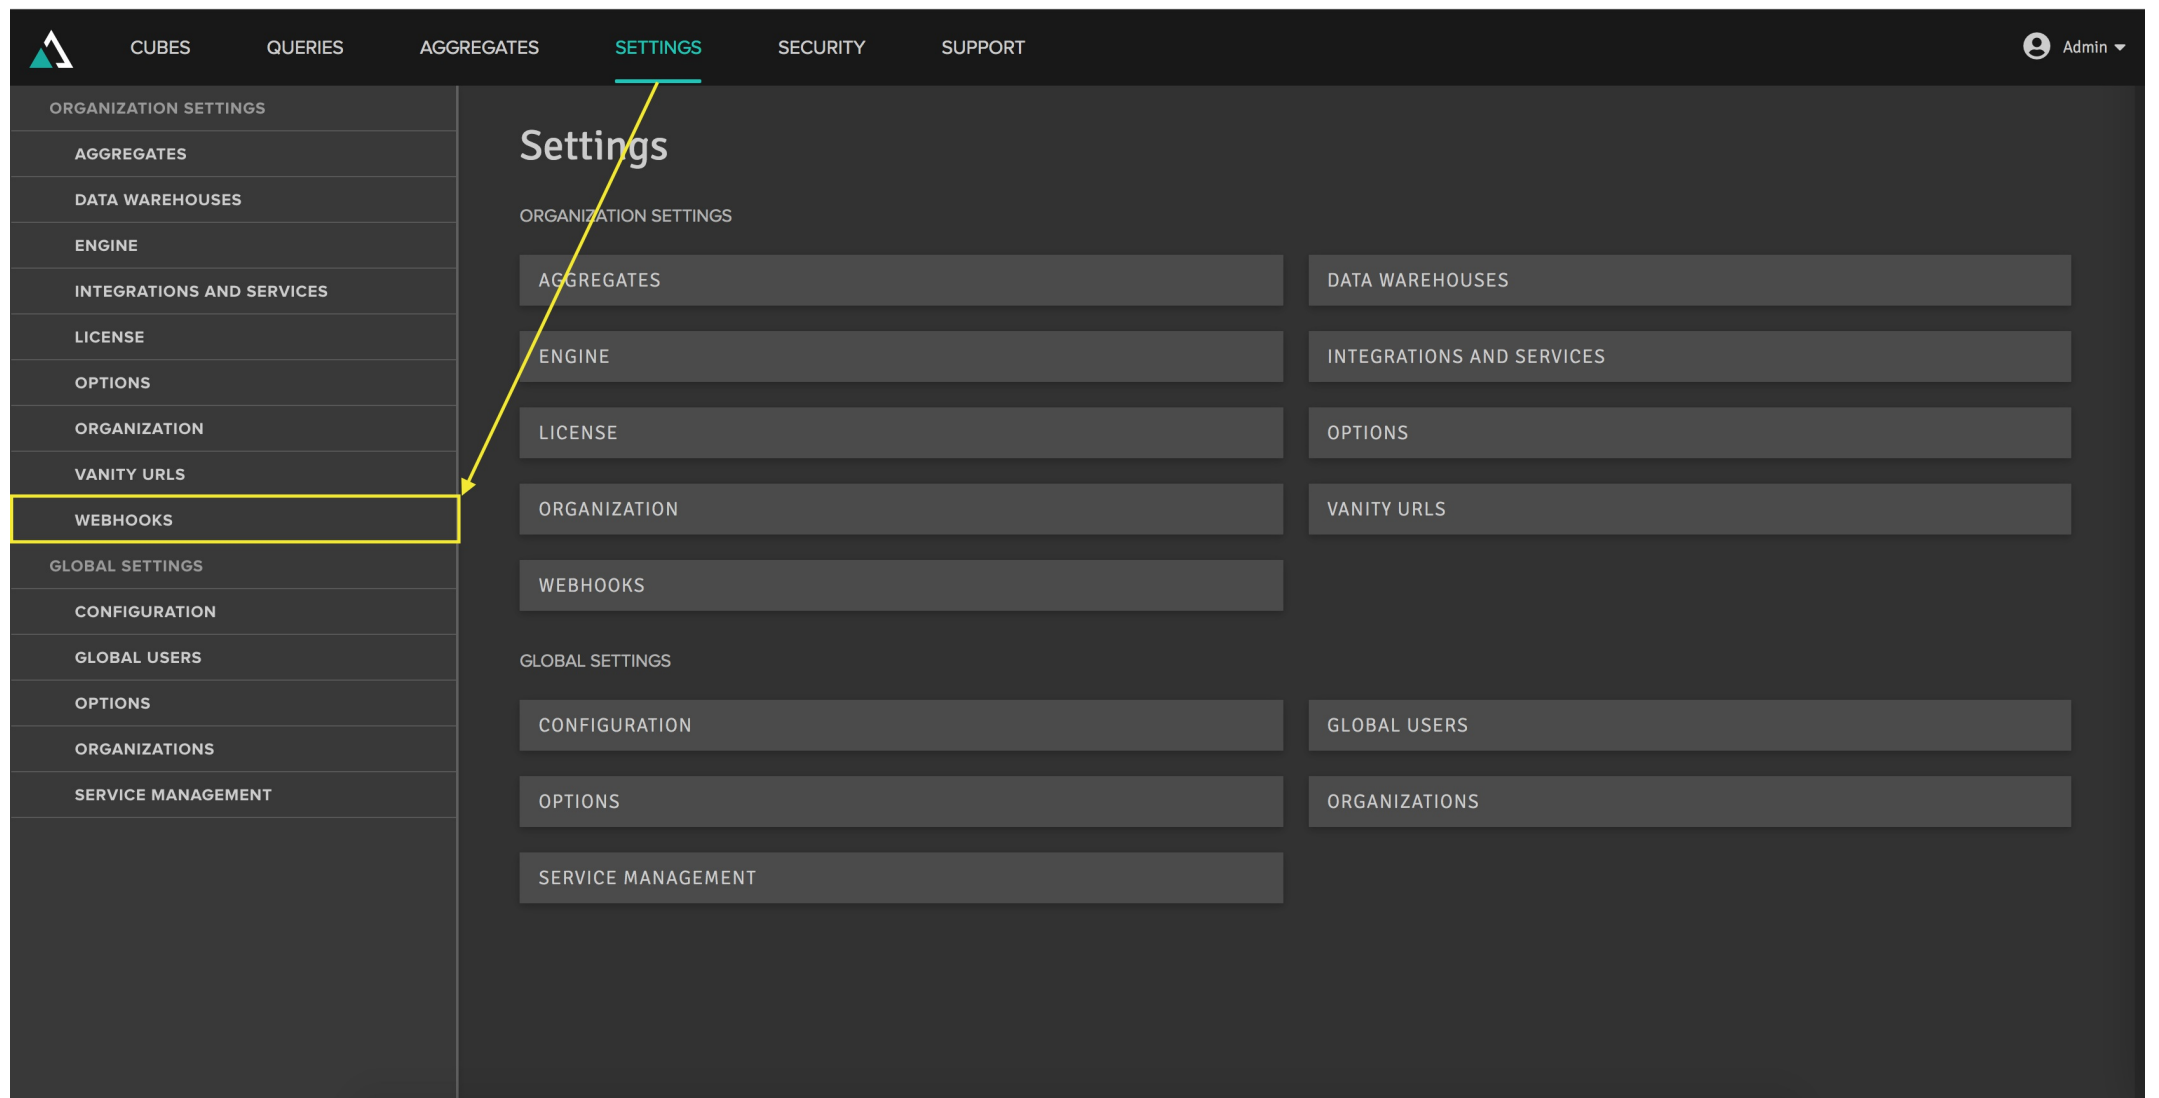 CUBES QUERIES AGGREGATES SETTINGS SECURITY SUPPORT Admin
ORGANIZATION SETTINGS
AGGREGATES
DATA WAREHOUSES
ENGINE
INTEGRATIONS AND SERVICES
LICENSE
OPTIONS
ORGANIZATION
VANITY URLS
WEBHOOKS
GLOBAL SETTINGS
CONFIGURATION
GLOBAL USERS
OPTIONS
ORGANIZATIONS
SERVICE MANAGEMENT
Settings
ORGANIZATION SETTINGS
AGGREGATES DATA WAREHOUSES
ENGINE INTEGRATIONS AND SERVICES
LICENSE OPTIONS
ORGANIZATION VANITY URLS
WEBHOOKS
GLOBAL SETTINGS
CONFIGURATION GLOBAL USERS
OPTIONS ORGANIZATIONS
SERVICE MANAGEMENT